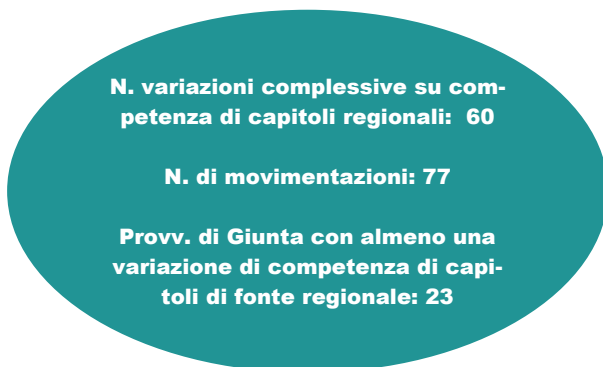 N. variazioni complessive su com-
petenza di capitoli regionali:  60
N. di movimentazioni: 77
Provv. di Giunta con almeno una
variazione di competenza di capi-
toli di fonte regionale: 23